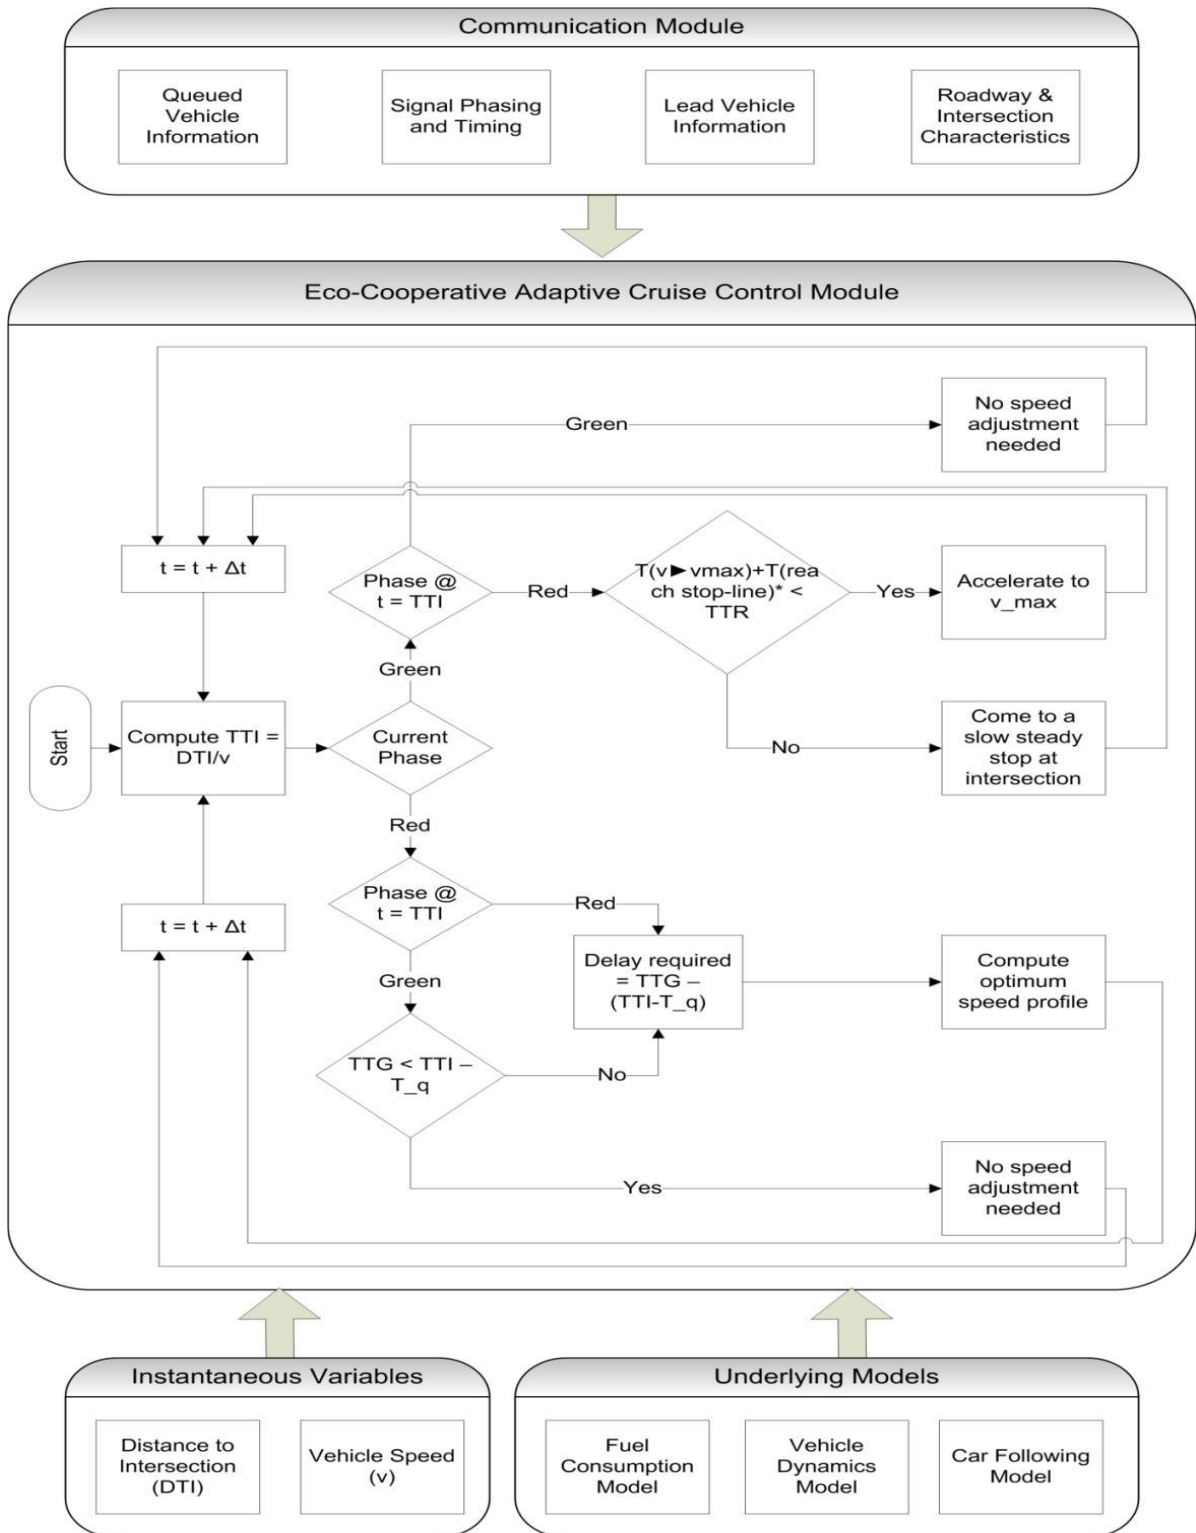 Communication Module
Queued
Vehicle
Information
Signal Phasing
and Timing
Lead Vehicle
Information
Roadway &
Intersection
Characteristics
Eco-Cooperative Adaptive Cruise Control Module
No speed
adjustment
needed
Green
t = t + Δt
Phase @
t = TTI
Red
T(v►vmax)+T(rea
ch stop-line)* <
TTR
Yes
Accelerate to
v_max
Green
Start
Compute TTI =
DTI/v
Current
Phase
No
Come to a
slow steady
stop at
intersection
Red
t = t + Δt
Phase @
t = TTI
Red
Green
Delay required
= TTG –
(TTI-T_q)
Compute
optimum
speed profile
TTG < TTI –
T_q
No
Yes
No speed
adjustment
needed
Instantaneous Variables
Distance to
Intersection
(DTI)
Vehicle Speed
(v)
Underlying Models
Fuel
Consumption
Model
Vehicle
Dynamics
Model
Car Following
Model